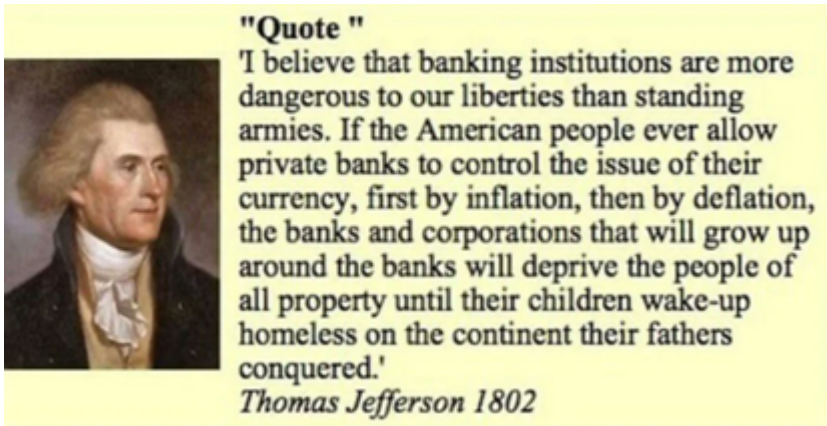 "Quote "
'I believe that banking institutions are more
dangerous to our liberties than standing
armies. If the American people ever allow
private banks to control the issue of their
currency, first by inflation, then by deflation,
the banks and corporations that will grow up
around the banks will deprive the people of
all property until their children wake-up
homeless on the continent their fathers
conquered.'
Thomas Jefferson 1802